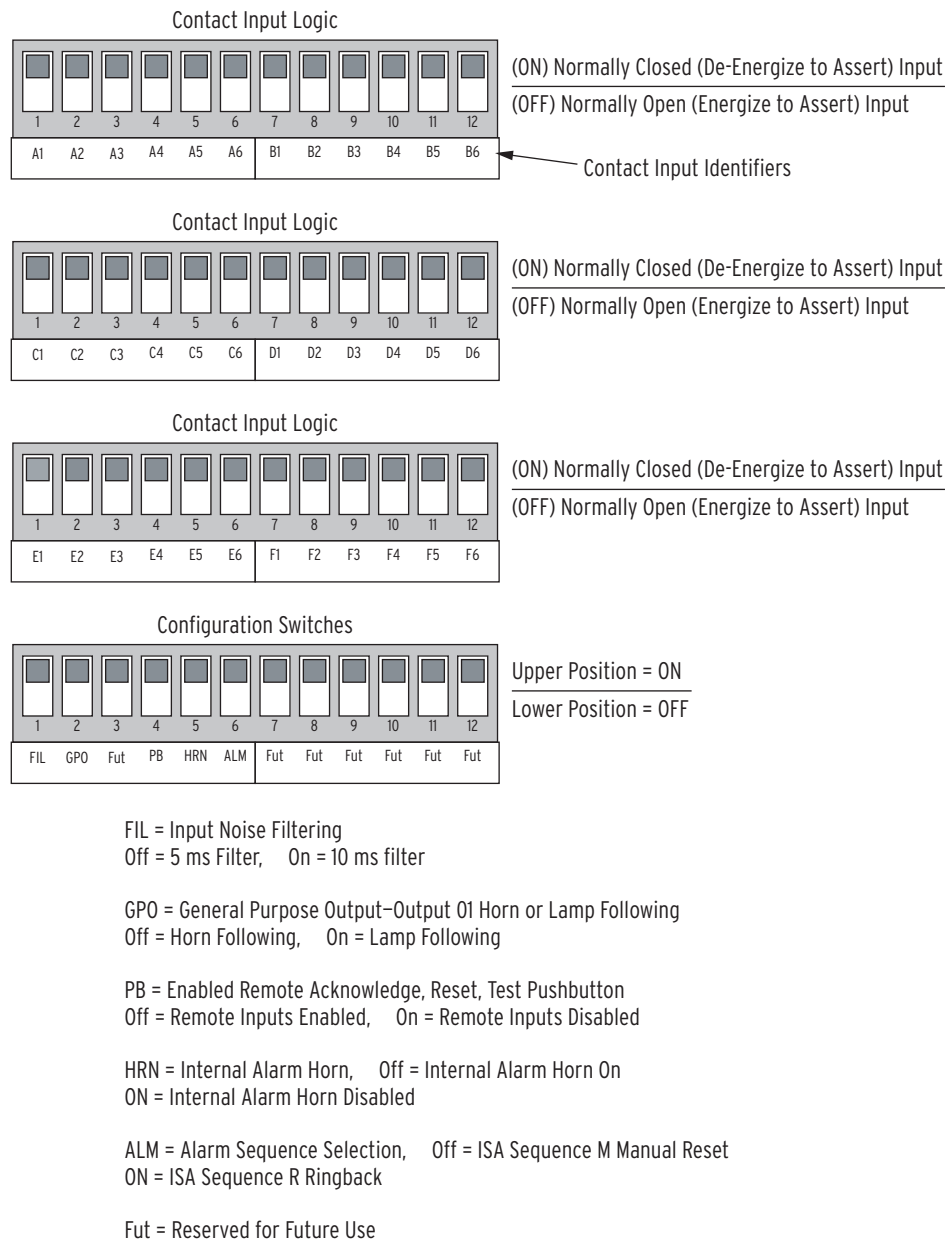 Contact Input Logic
(ON) Normally Closed (De-Energize to Assert) Input
(OFF) Normally Open (Energize to Assert) Input
1 2 3 4 5 6 7 8 9 10 11 12
A1 A2 A3 A4 A5 A6 B1 B2 B3 B4 B5 B6
Contact Input Identifiers
Contact Input Logic
(ON) Normally Closed (De-Energize to Assert) Input
(OFF) Normally Open (Energize to Assert) Input
1 2 3 4 5 6 7 8 9 10 11 12
C1 C2 C3 C4 C5 C6 D1 D2 D3 D4 D5 D6
Contact Input Logic
(ON) Normally Closed (De-Energize to Assert) Input
(OFF) Normally Open (Energize to Assert) Input
1 2 3 4 5 6 7 8 9 10 11 12
E1 E2 E3 E4 E5 E6 F1 F2 F3 F4 F5 F6
Configuration Switches
Upper Position = ON
Lower Position = OFF
1 2 3 4 5 6 7 8 9 10 11 12
FIL GPO Fut PB HRN ALM Fut Fut Fut Fut Fut Fut
FIL = Input Noise Filtering
Off = 5 ms Filter, On = 10 ms filter
GPO = General Purpose Output–Output 01 Horn or Lamp Following
Off = Horn Following, On = Lamp Following
PB = Enabled Remote Acknowledge, Reset, Test Pushbutton
Off = Remote Inputs Enabled, On = Remote Inputs Disabled
HRN = Internal Alarm Horn, Off = Internal Alarm Horn On
ON = Internal Alarm Horn Disabled
ALM = Alarm Sequence Selection, Off = ISA Sequence M Manual Reset
ON = ISA Sequence R Ringback
Fut = Reserved for Future Use